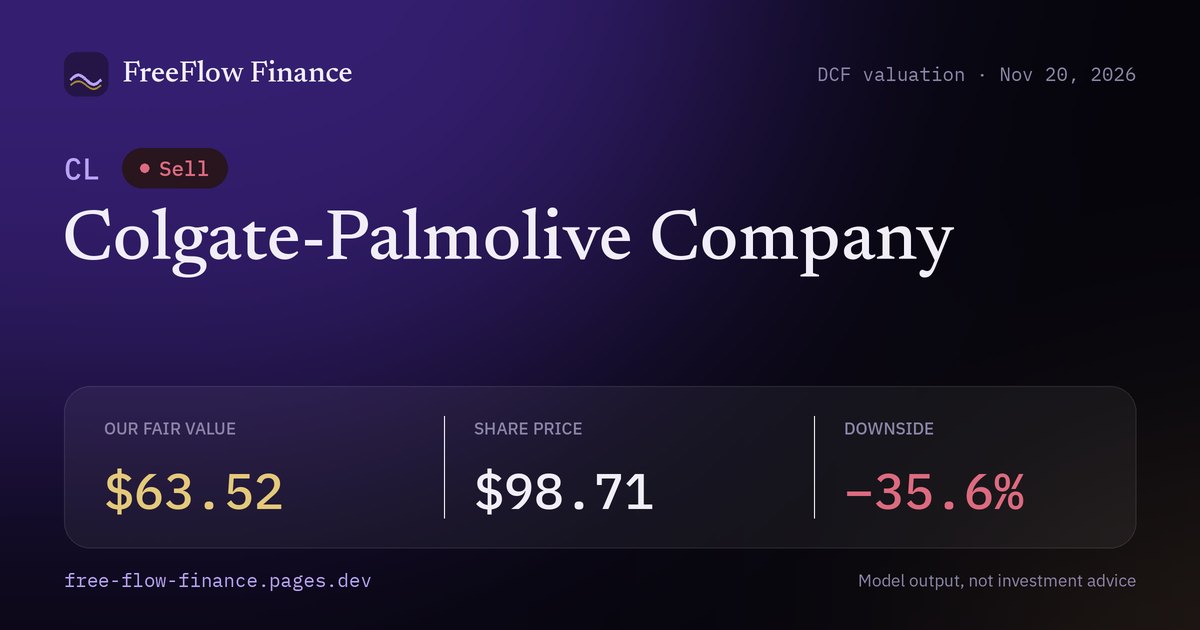 FreeFlow Finance
DCF valuation · Nov 20, 2026
CL
Sell
Colgate-Palmolive Company
OUR FAIR VALUE
$63.52
SHARE PRICE
$98.71
DOWNSIDE
−35.6%
free-flow-finance.pages.dev
Model output, not investment advice